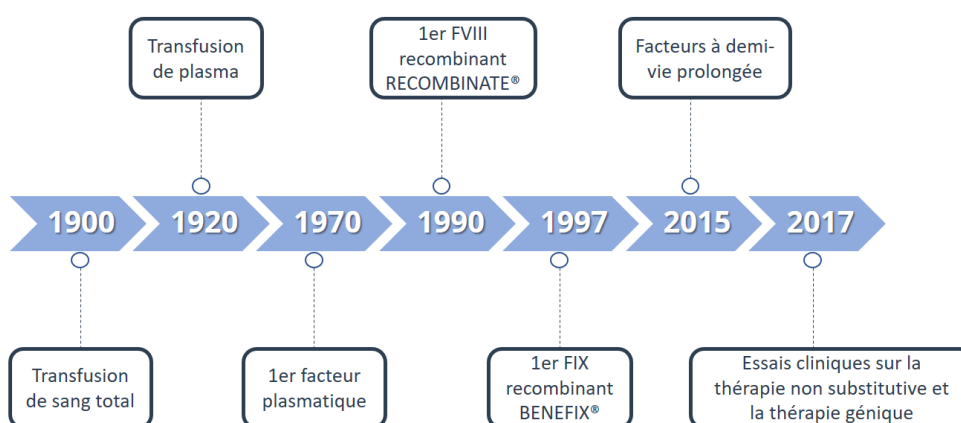 Transfusion
de plasma
1er FVIII
recombinant
RECOMBINATE®
Facteurs à demi-
vie prolongée
1900
1920
1970
1990
1997
2015
2017
Transfusion
de sang total
1er facteur
plasmatique
1er FIX
recombinant
BENEFIX®
Essais cliniques sur la
thérapie non substitutive et
la thérapie génique